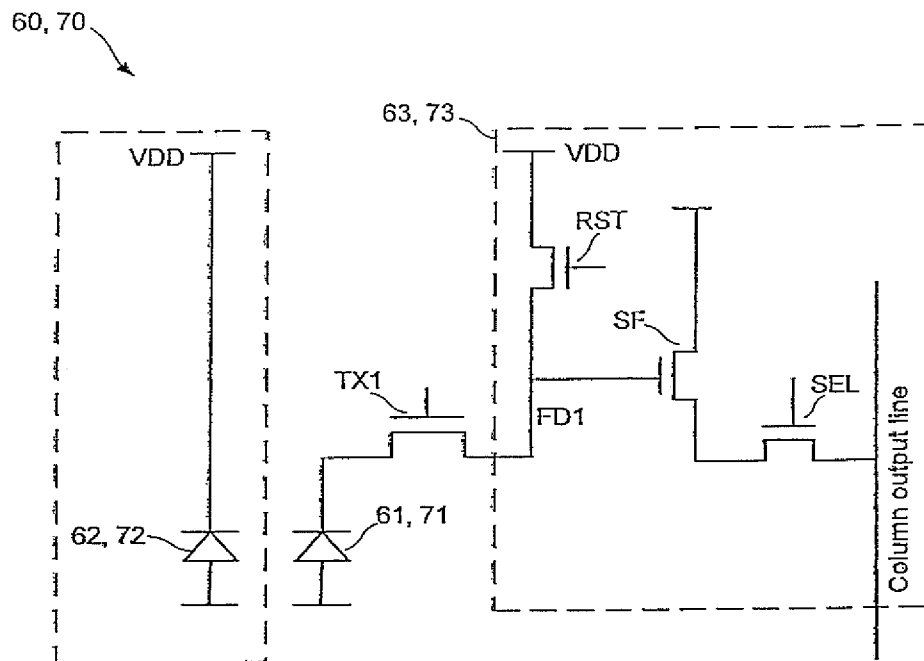 60, 70
63, 73
VDD
VDD
RST
SF
TX1
SEL
FD1
62, 72
61, 71
Column output line